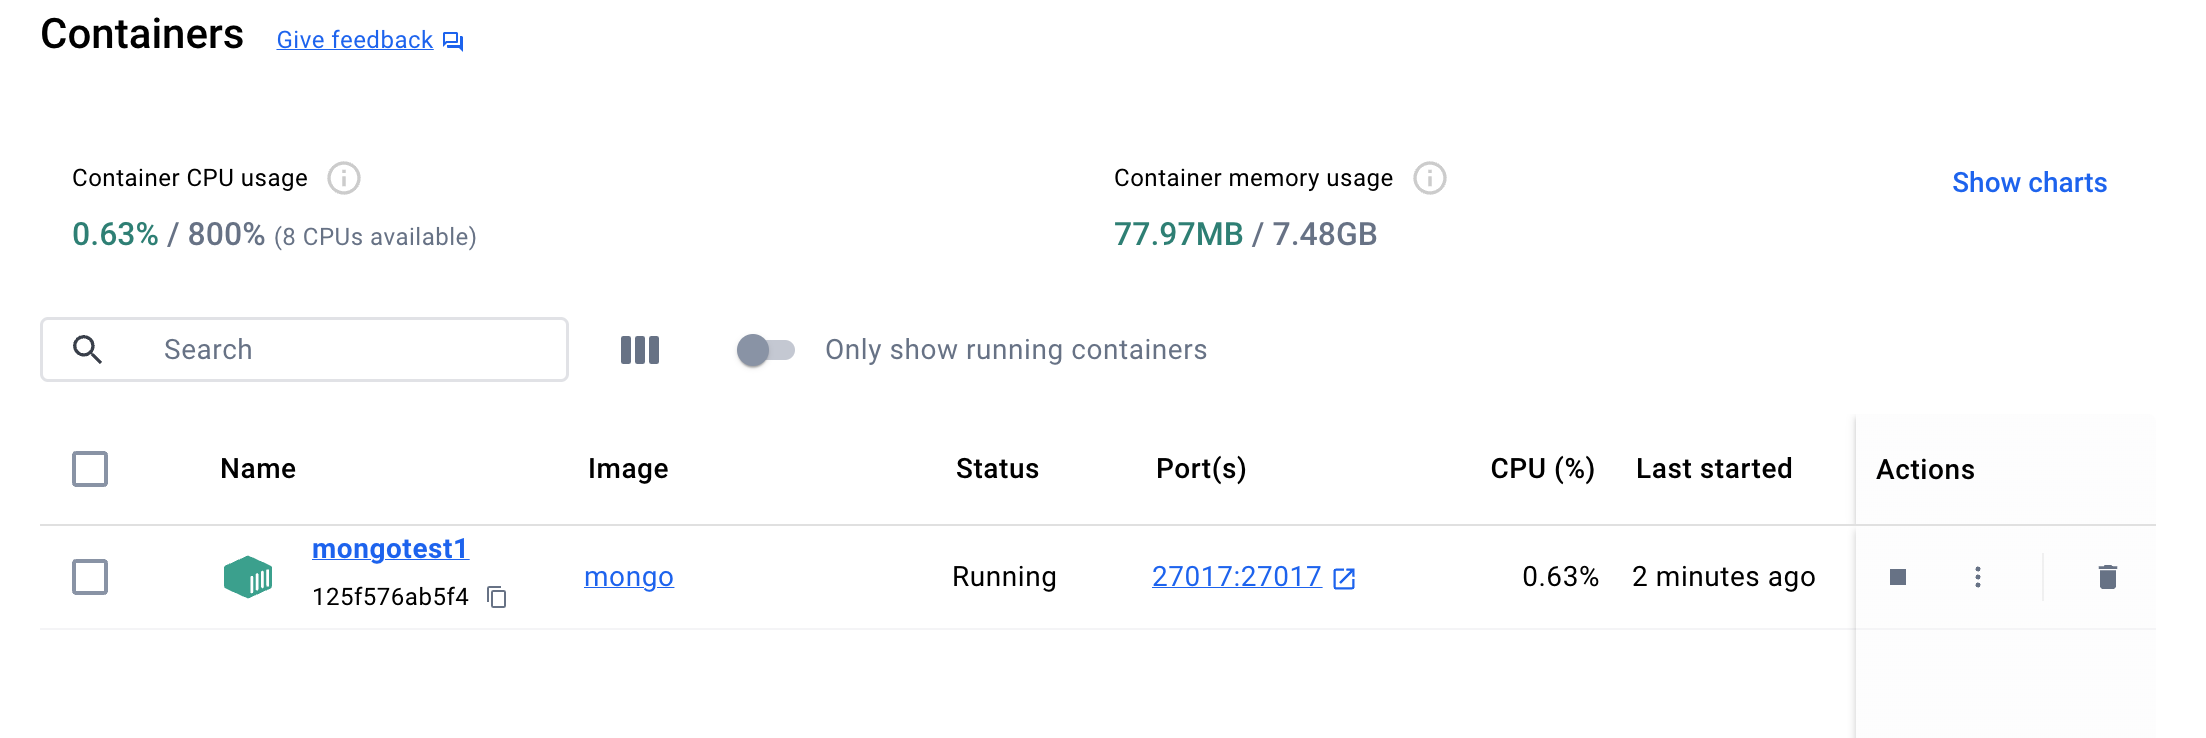 Containers Give feedback
Container CPU usage
0.63% / 800% (8 CPUs available)
Container memory usage
77.97MB / 7.48GB
Show charts
Search
Only show running containers
Name Image Status Port(s) CPU (%) Last started Actions
mongotest1
125f576ab5f4
mongo Running 27017:27017 0.63% 2 minutes ago